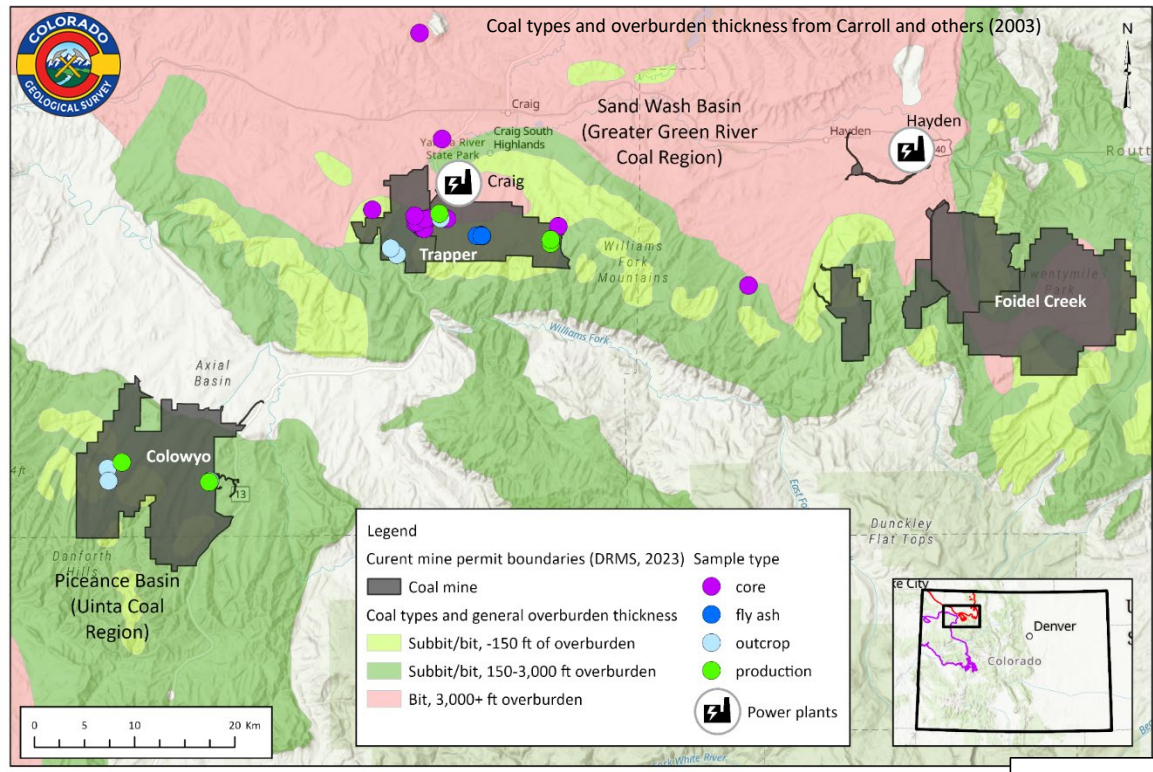 COLORADO
GEOLOGICAL SURVEY
Coal types and overburden thickness from Carroll and others (2003)
N
Craig
Sand Wash Basin
(Greater Green River
Coal Region)
Craig South
Highlands
State Park
River
Hayden
Hayden
40
Craig
Trapper
Williams
Fork
Mountains
Park
Foidel Creek
Williams Fork
Axial
Basin
Colowyo
13
4ft
Danforth
Hills
Piceance Basin
(Uinta Coal
Region)
Dunckley
Flat Tops
East Fo
Legend
Curent mine permit boundaries (DRMS, 2023)
Coal mine
Coal types and general overburden thickness
Subbit/bit, -150 ft of overburden
Subbit/bit, 150-3,000 ft overburden
Bit, 3,000+ ft overburden
Sample type
core
fly ash
outcrop
production
Power plants
0 5 10 20 Km
Denver
Colorado